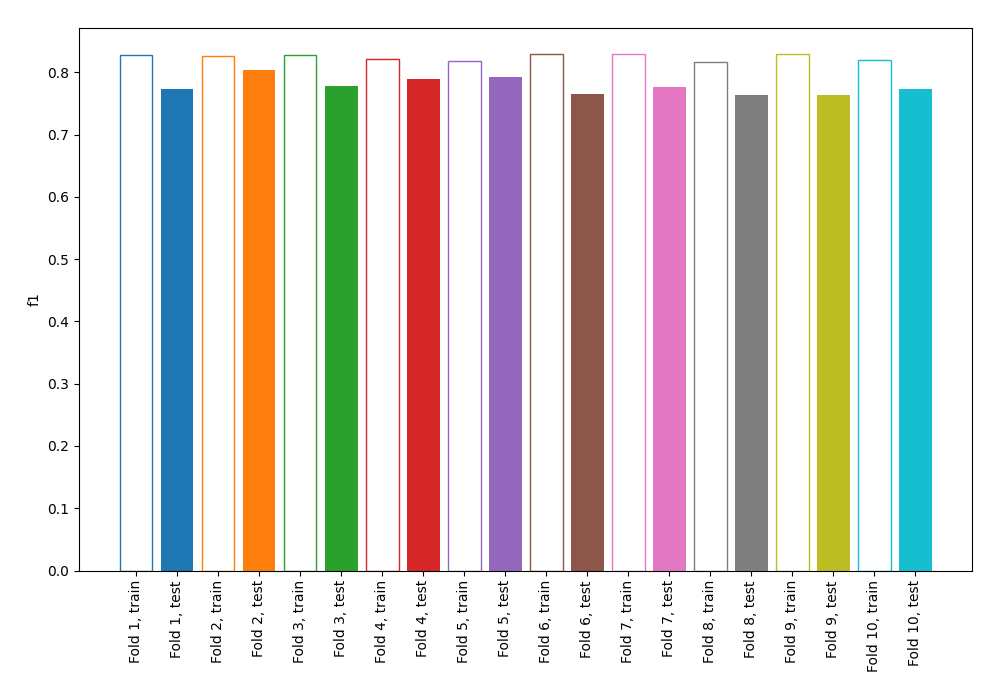 0.8
0.7
0.6
0.5
0.4
0.3
0.2
0.1
0.0
f1
Fold 1, train
Fold 1, test
Fold 2, train
Fold 2, test
Fold 3, train
Fold 3, test
Fold 4, train
Fold 4, test
Fold 5, train
Fold 5, test
Fold 6, train
Fold 6, test
Fold 7, train
Fold 7, test
Fold 8, train
Fold 8, test
Fold 9, train
Fold 9, test
Fold 10, train
Fold 10, test